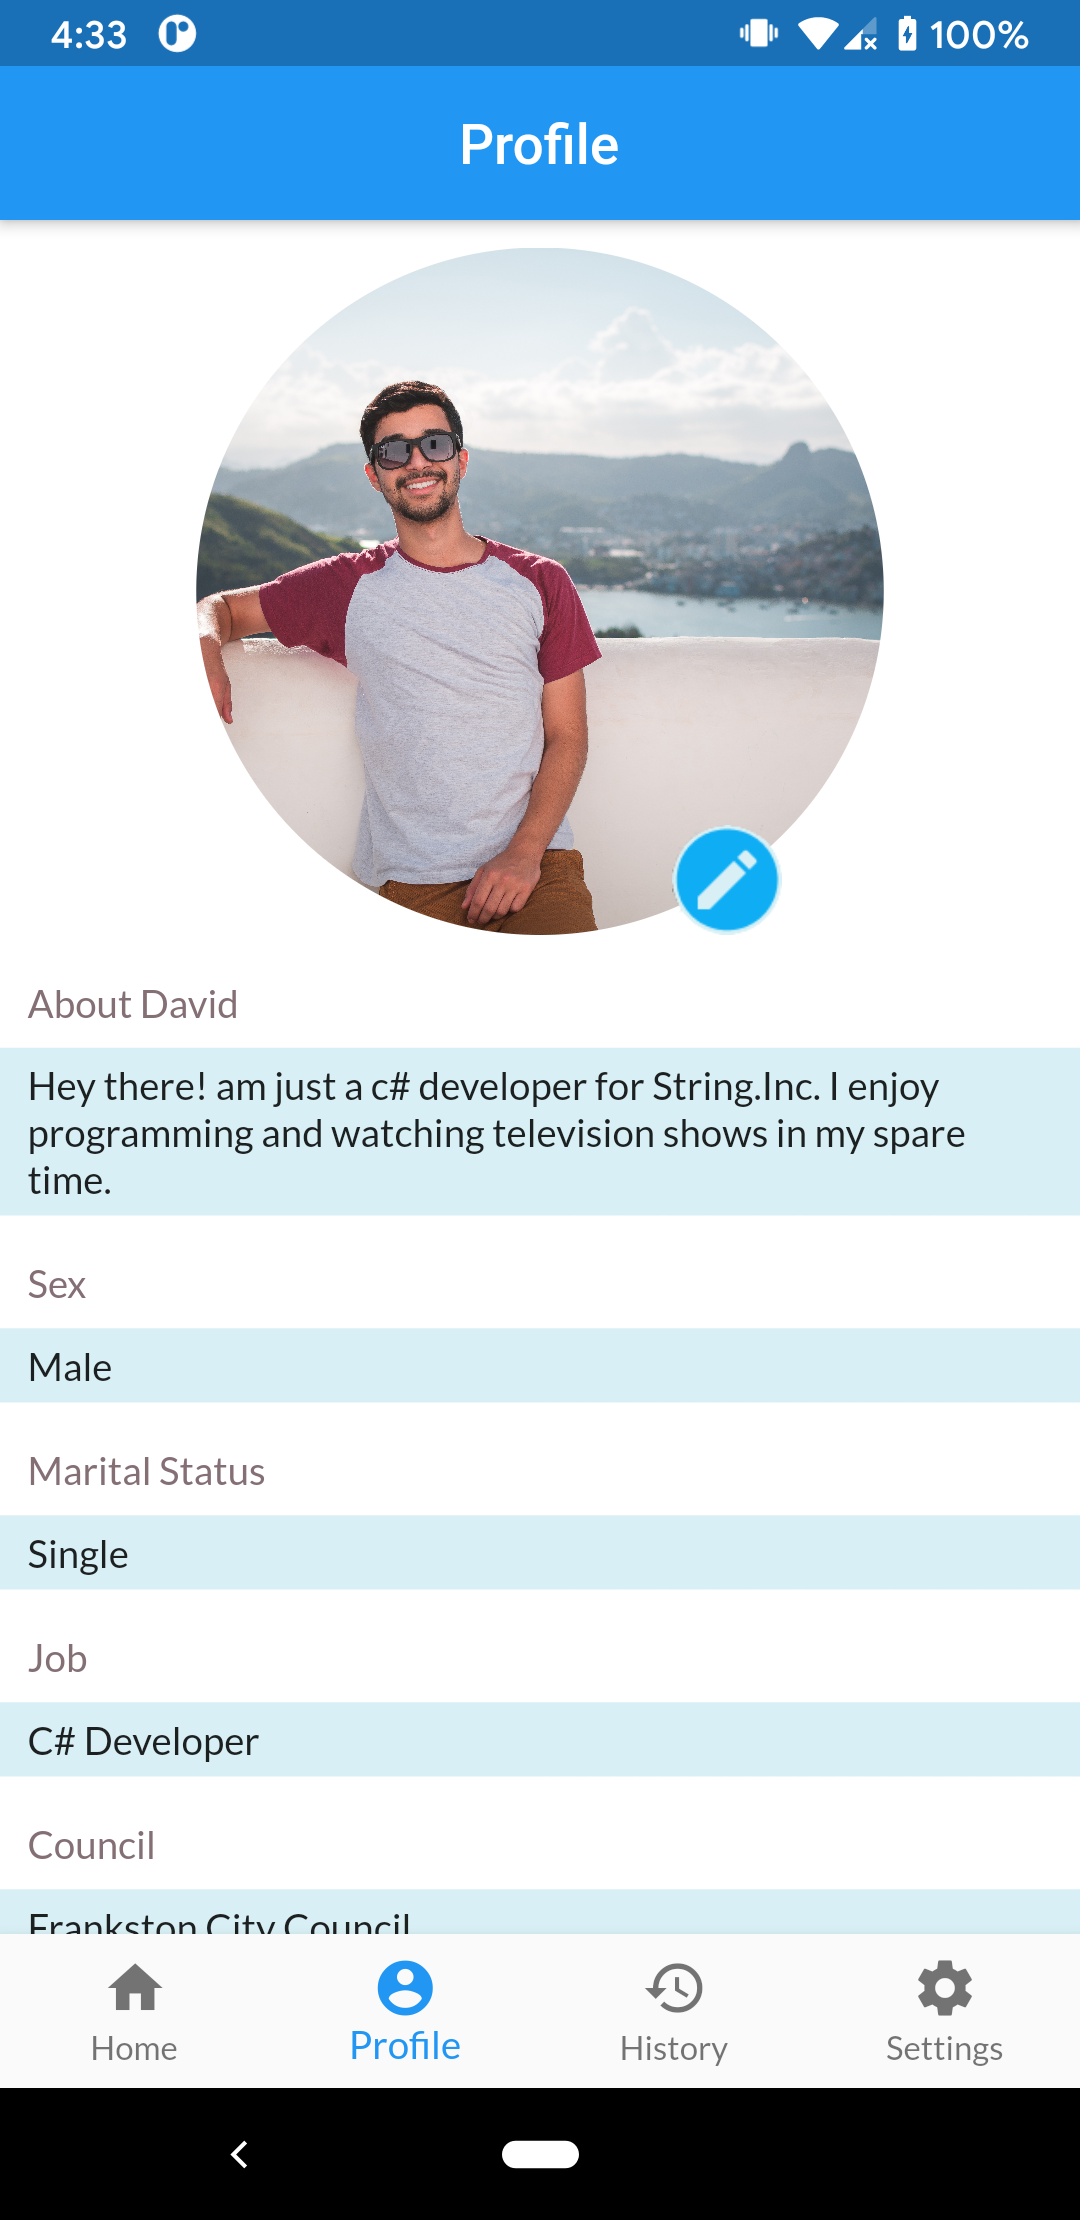 4:33
100%
Profile
About David
Hey there! am just a c# developer for String.Inc. I enjoy
programming and watching television shows in my spare
time.
Sex
Male
Marital Status
Single
Job
C# Developer
Council
Frankston City Council
Home
Profile
History
Settings